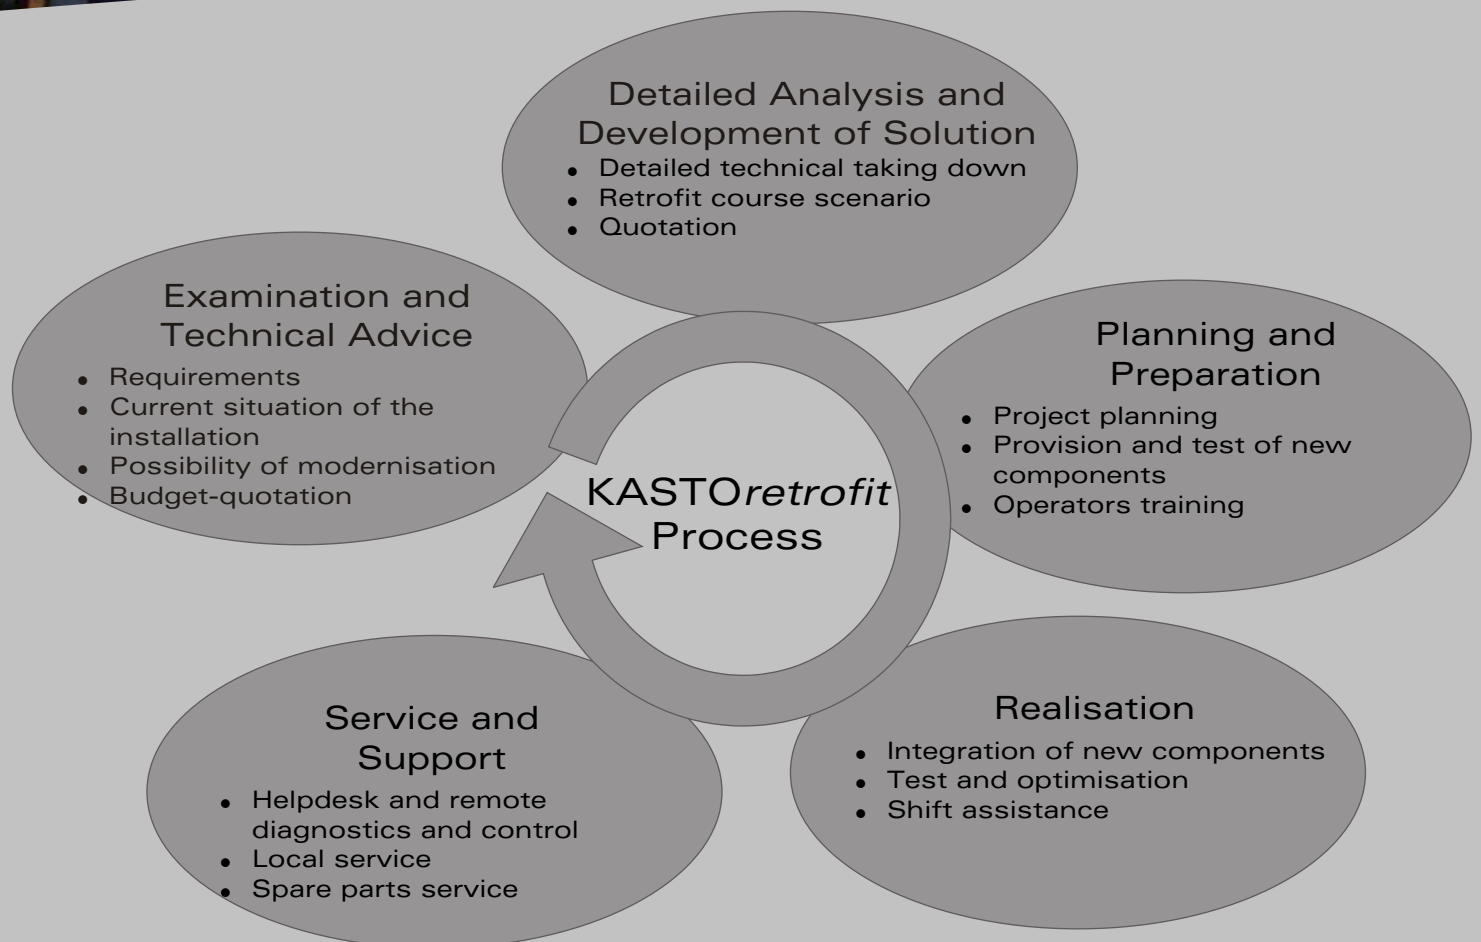 Detailed Analysis and
Development of Solution
• Detailed technical taking down
• Retrofit course scenario
• Quotation
Examination and
Technical Advice
• Requirements
• Current situation of the
installation
• Possibility of modernisation
• Budget-quotation
Planning and
Preparation
• Project planning
• Provision and test of new
components
• Operators training
KASTOretrofit
Process
Service and
Support
• Helpdesk and remote
diagnostics and control
• Local service
• Spare parts service
Realisation
• Integration of new components
• Test and optimisation
• Shift assistance